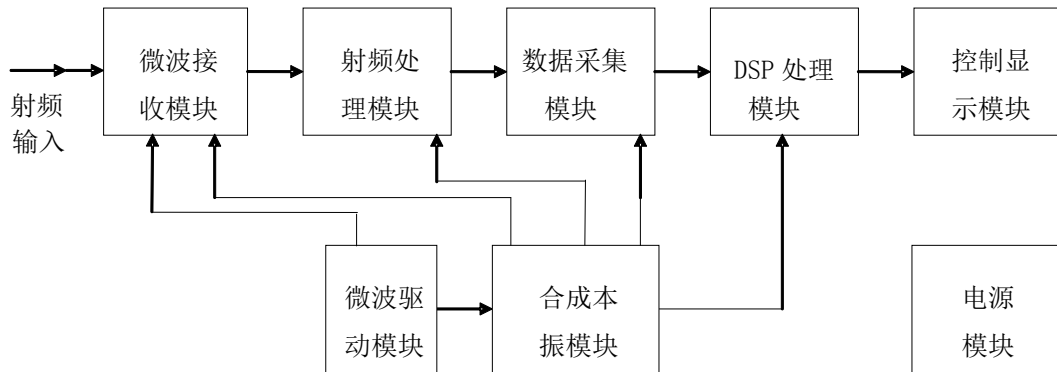 射频
输入
微波接
收模块
射频处
理模块
数据采集
模块
DSP 处理
模块
控制显
示模块
微波驱
动模块
合成本
振模块
电源
模块